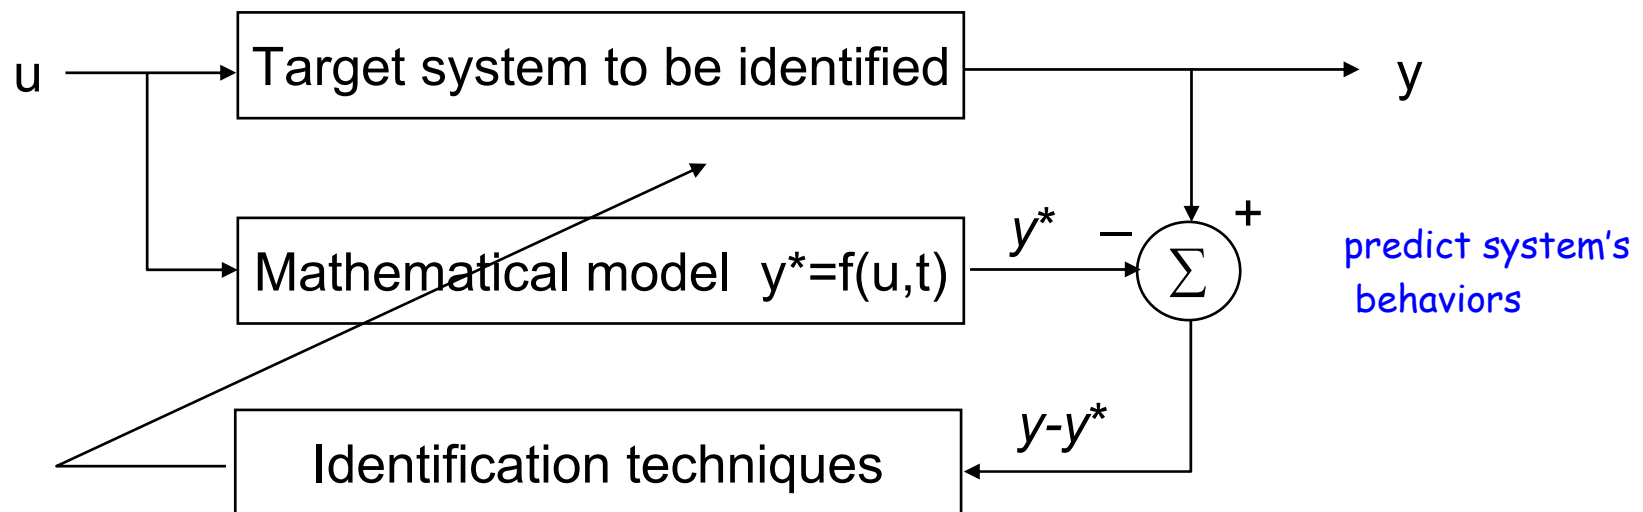 u
Target system to be identified
y
Mathematical model y*=f(u,t)
y*
−
+
∑
predict system's
behaviors
y-y*
Identification techniques